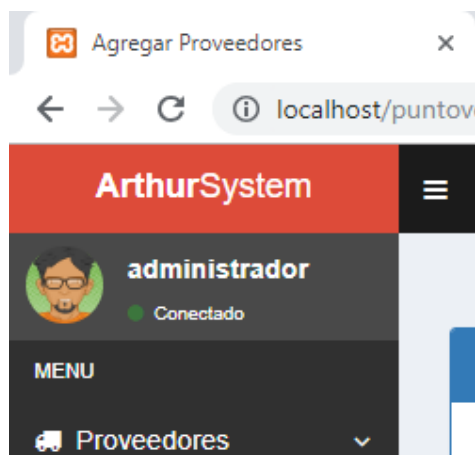 Agregar Proveedores
localhost/puntov
ArthurSystem
administrador
Conectado
MENU
Proveedores